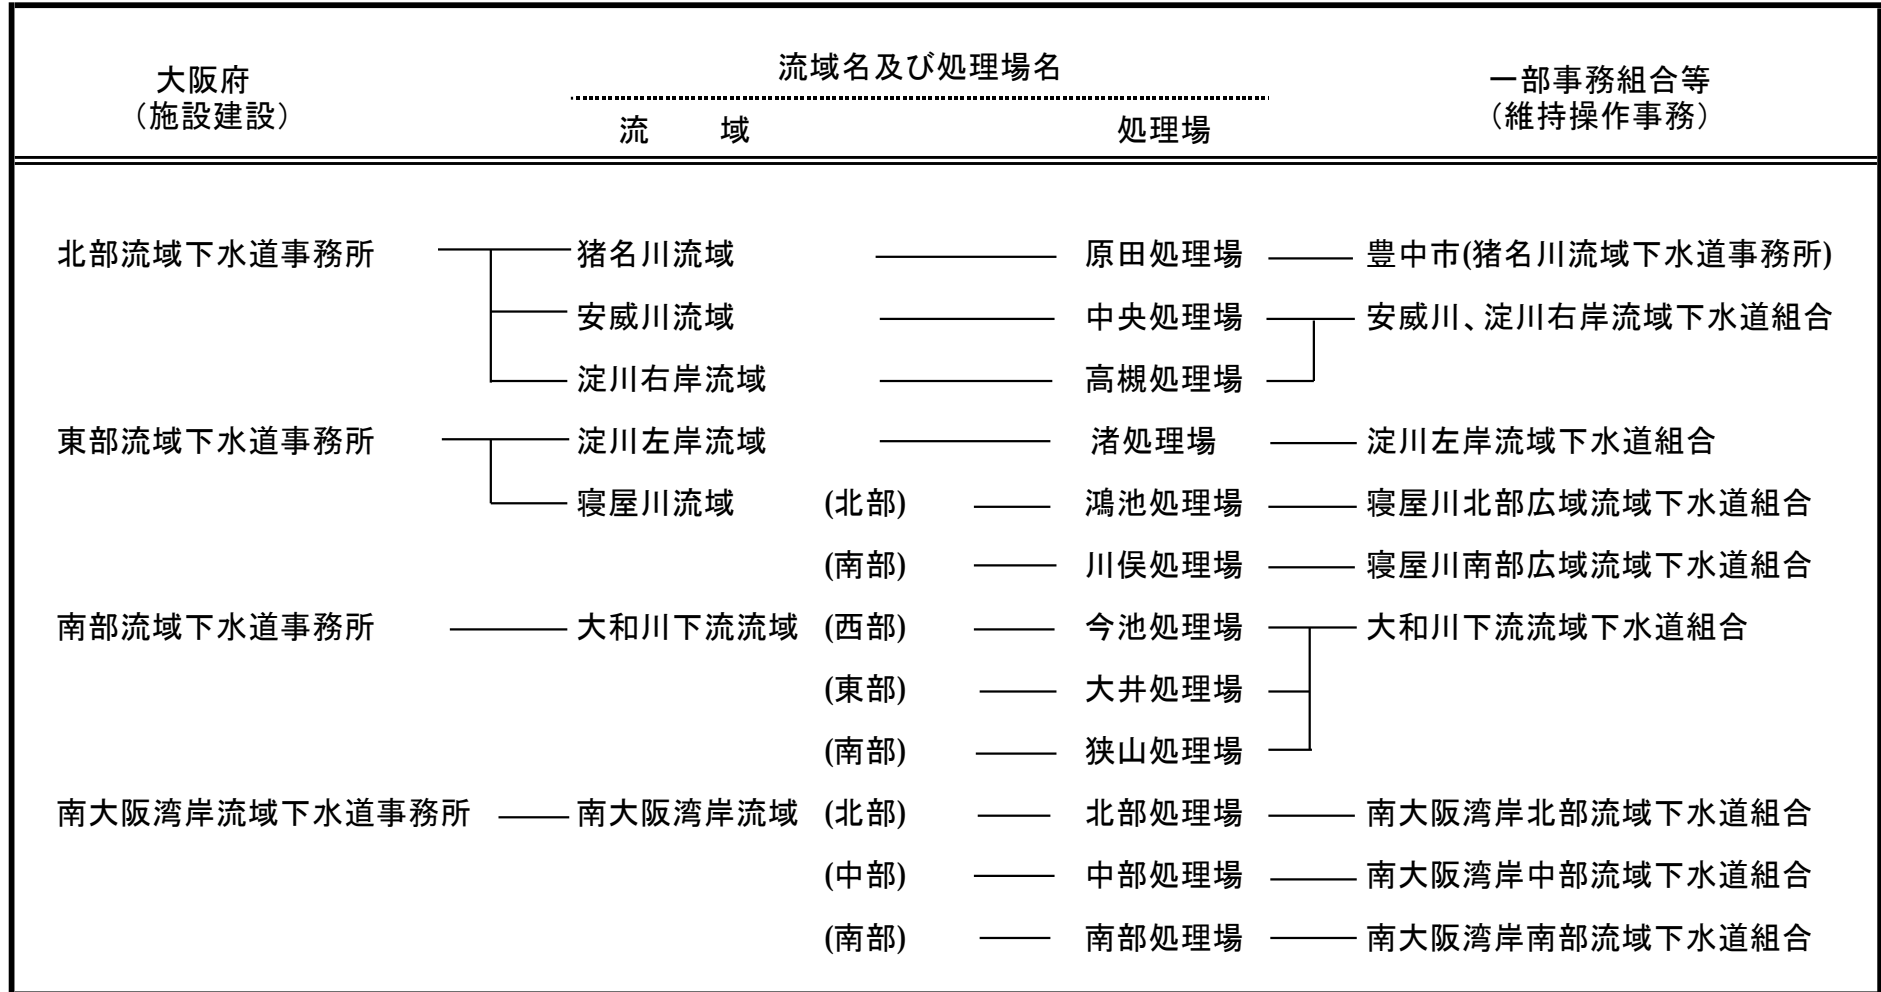 大阪府
（施設建設）
流域名及び処理場名
流　域
処理場
一部事務組合等
（維持操作事務）
北部流域下水道事務所 猪名川流域 原田処理場 豊中市(猪名川流域下水道事務所)
安威川流域 中央処理場 安威川、淀川右岸流域下水道組合
淀川右岸流域 高槻処理場
東部流域下水道事務所 淀川左岸流域 渚処理場 淀川左岸流域下水道組合
寝屋川流域 (北部) 鴻池処理場 寝屋川北部広域流域下水道組合
(南部) 川俣処理場 寝屋川南部広域流域下水道組合
南部流域下水道事務所 大和川下流流域 (西部) 今池処理場 大和川下流流域下水道組合
(東部) 大井処理場
(南部) 狭山処理場
南大阪湾岸流域下水道事務所 南大阪湾岸流域 (北部) 北部処理場 南大阪湾岸北部流域下水道組合
(中部) 中部処理場 南大阪湾岸中部流域下水道組合
(南部) 南部処理場 南大阪湾岸南部流域下水道組合